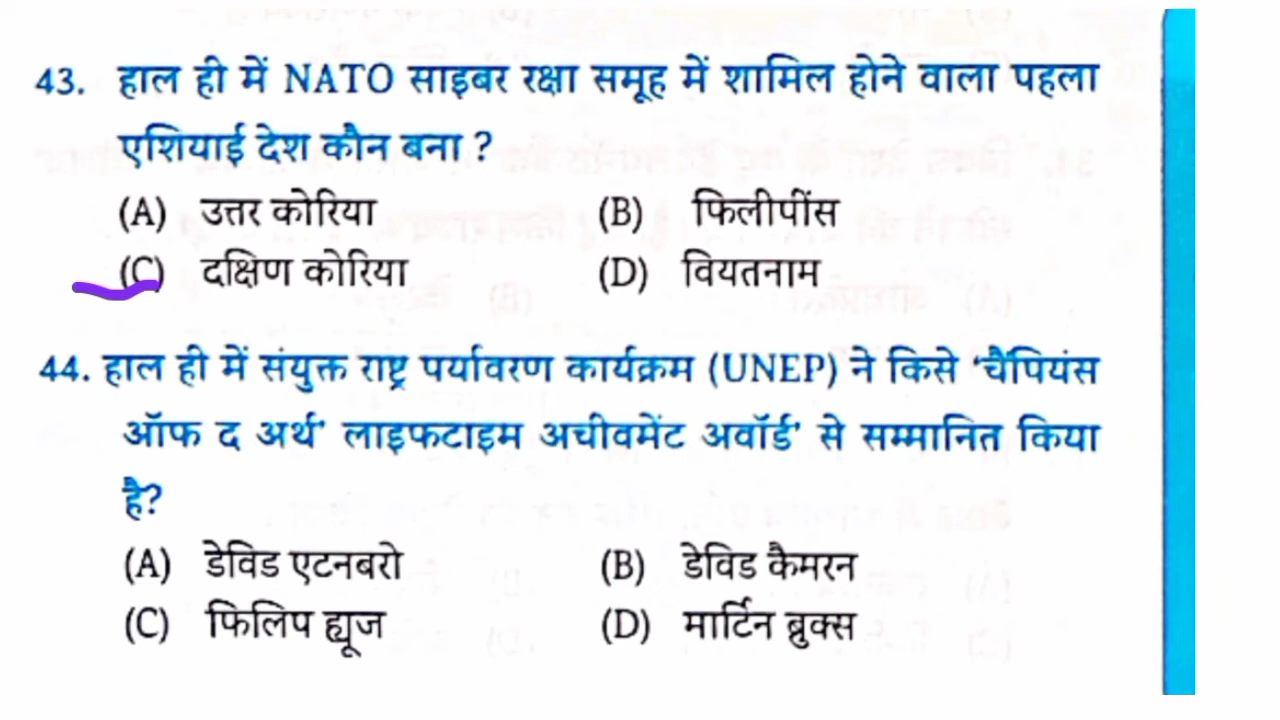 43. हाल ही में NATO साइबर रक्षा समूह में शामिल होने वाला पहला
एशियाई देश कौन बना ?
(A) उत्तर कोरिया (B) फिलीपींस
(C) दक्षिण कोरिया (D) वियतनाम
44. हाल ही में संयुक्त राष्ट्र पर्यावरण कार्यक्रम (UNEP) ने किसे 'चैंपियंस
ऑफ द अर्थ' लाइफटाइम अचीवमेंट अवॉर्ड' से सम्मानित किया
है?
(A) डेविड एटनबरो (B) डेविड कैमरन
(C) फिलिप ह्यूज (D) मार्टिन ब्रुक्स